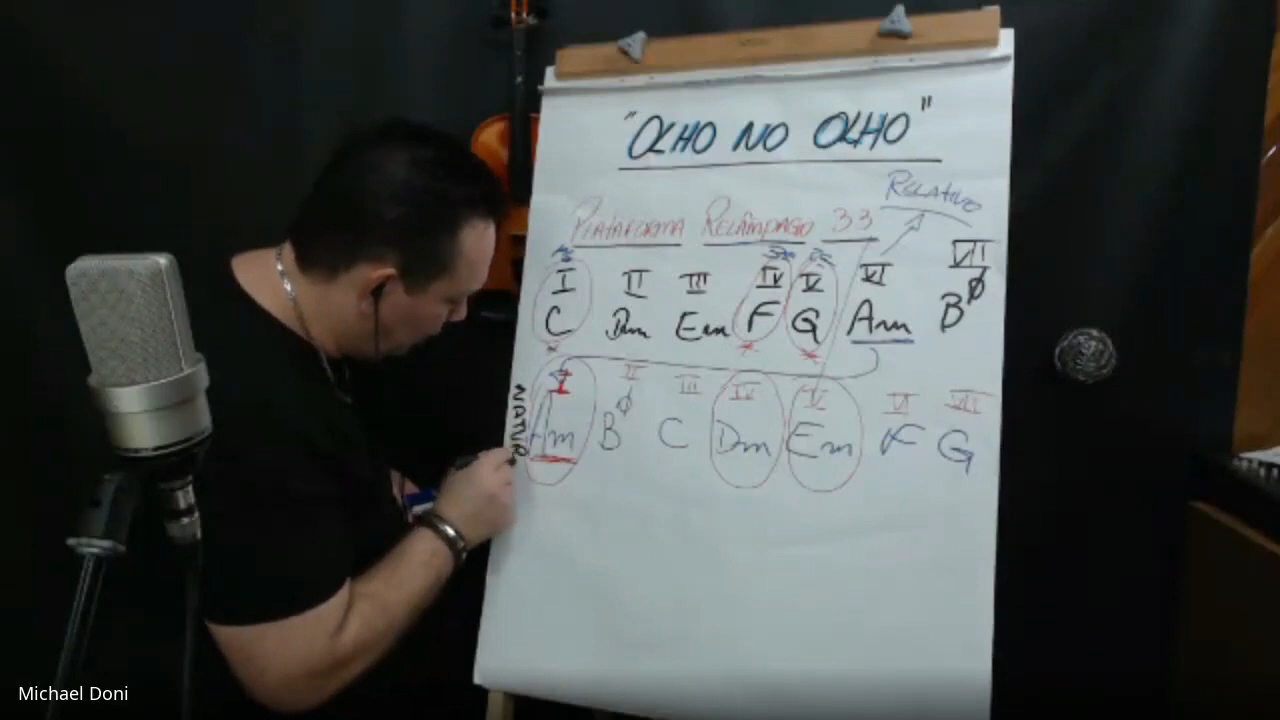 "OLHO NO OLHO"
RELATIVO
PLATAFORMA RELÂMPAGO 33
I II III IV V VI VII
C Dm Em F G Am Bø
I II III IV V VI VII
Am Bø C Dm Em F G
NATUR
Michael Doni